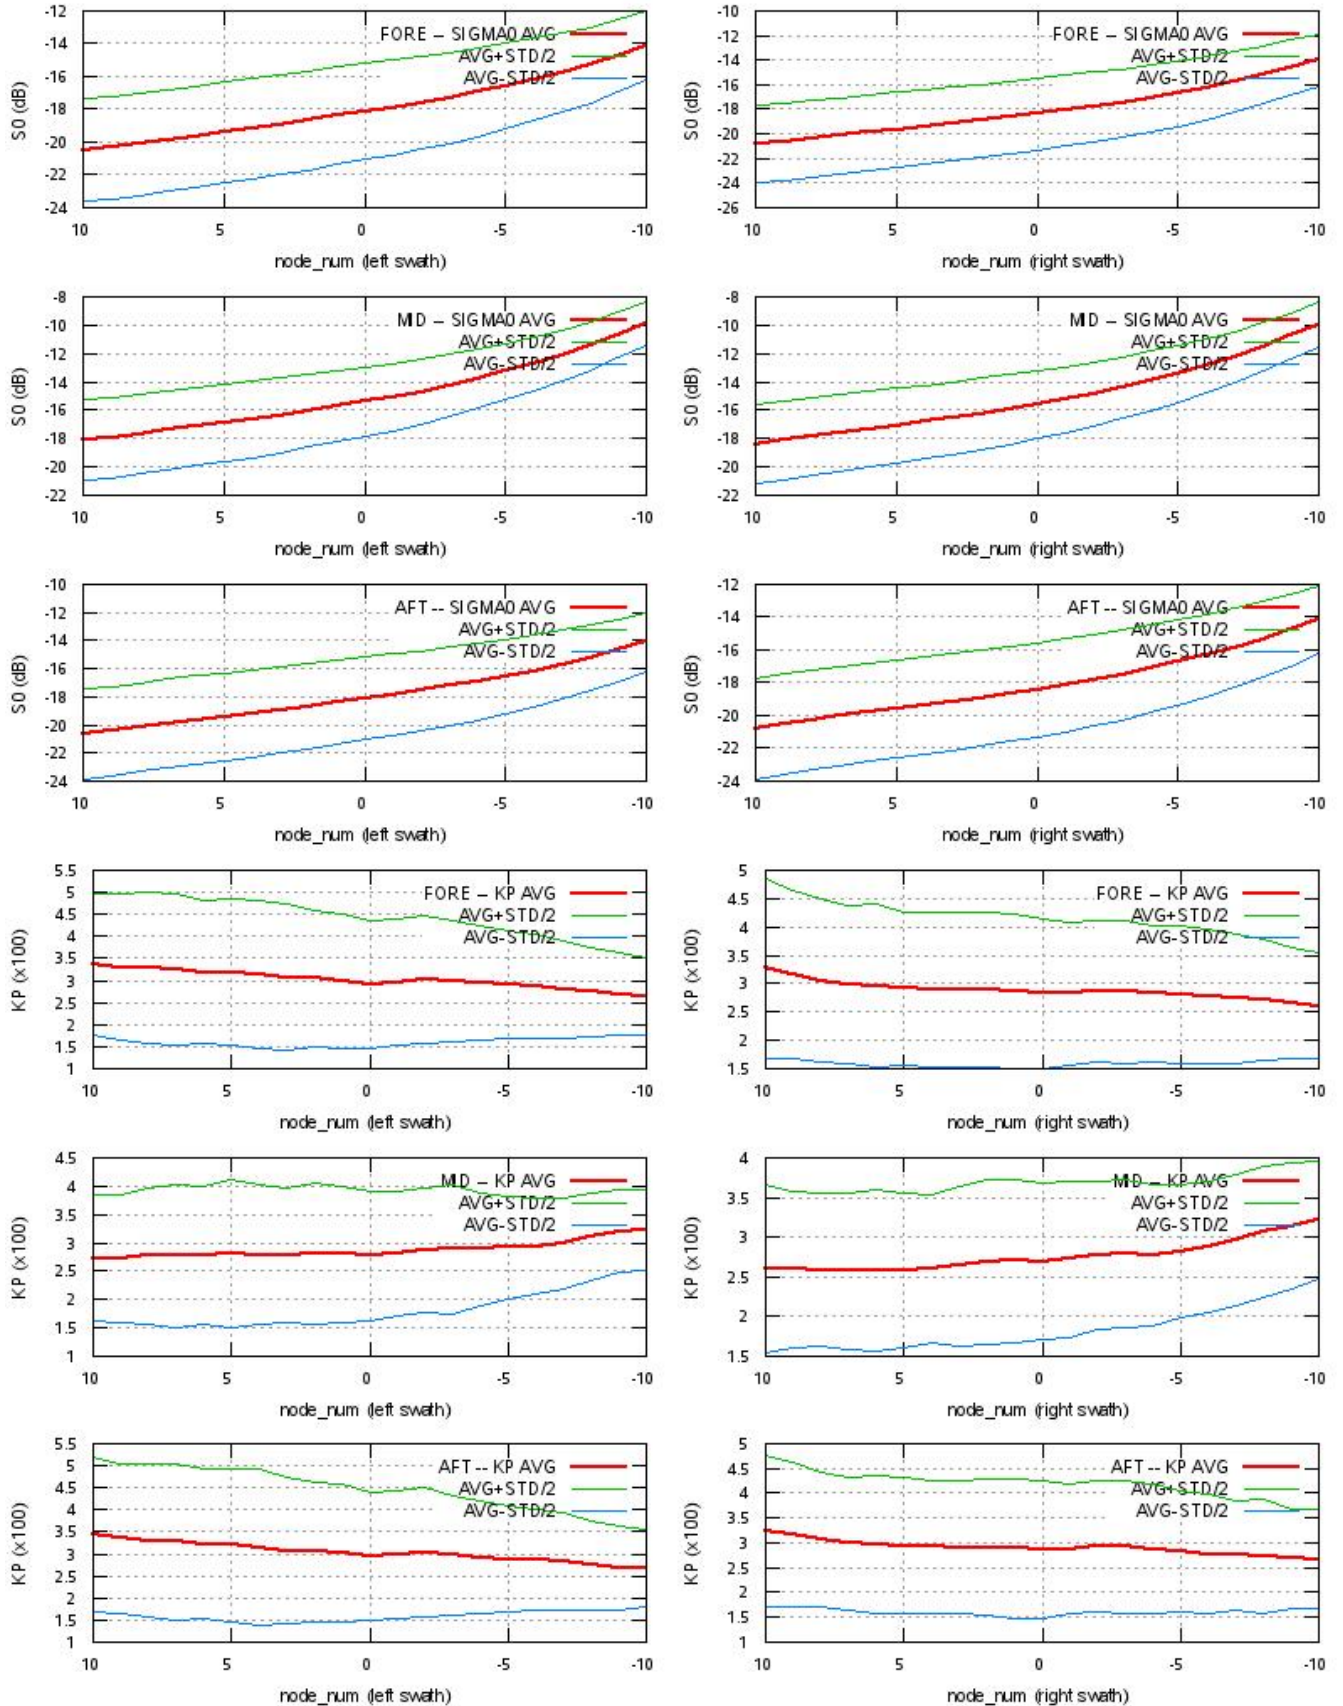 -12
FORE -- SIGMA0 AVG
-14
AVG+STD/2
-16
AVG-STD/2
S0 (dB)
-18
-20
-22
-24
10 5 0 -5 -10
node_num (left swath)
-10
FORE -- SIGMA0 AVG
-12
AVG+STD/2
-14
AVG-STD/2
-16
S0 (dB)
-18
-20
-22
-24
-26
10 5 0 -5 -10
node_num (right swath)
-8
MID -- SIGMA0 AVG
-10
AVG+STD/2
-12
AVG-STD/2
-14
S0 (dB)
-16
-18
-20
-22
10 5 0 -5 -10
node_num (left swath)
-8
MID -- SIGMA0 AVG
-10
AVG+STD/2
-12
AVG-STD/2
-14
S0 (dB)
-16
-18
-20
-22
10 5 0 -5 -10
node_num (right swath)
-10
AFT -- SIGMA0 AVG
-12
AVG+STD/2
-14
AVG-STD/2
-16
S0 (dB)
-18
-20
-22
-24
10 5 0 -5 -10
node_num (left swath)
-12
AFT -- SIGMA0 AVG
-14
AVG+STD/2
-16
AVG-STD/2
S0 (dB)
-18
-20
-22
-24
10 5 0 -5 -10
node_num (right swath)
5.5
FORE -- KP AVG
5
AVG+STD/2
4.5
AVG-STD/2
4
3.5
KP (x100)
3
2.5
2
1.5
1
10 5 0 -5 -10
node_num (left swath)
5
FORE -- KP AVG
4.5
AVG+STD/2
4
AVG-STD/2
3.5
KP (x100)
3
2.5
2
1.5
10 5 0 -5 -10
node_num (right swath)
4.5
MID -- KP AVG
4
AVG+STD/2
3.5
AVG-STD/2
3
KP (x100)
2.5
2
1.5
1
10 5 0 -5 -10
node_num (left swath)
4
MID -- KP AVG
3.5
AVG+STD/2
3
AVG-STD/2
KP (x100)
2.5
2
1.5
10 5 0 -5 -10
node_num (right swath)
5.5
AFT -- KP AVG
5
AVG+STD/2
4.5
AVG-STD/2
4
3.5
KP (x100)
3
2.5
2
1.5
1
10 5 0 -5 -10
node_num (left swath)
5
AFT -- KP AVG
4.5
AVG+STD/2
4
AVG-STD/2
3.5
KP (x100)
3
2.5
2
1.5
1
10 5 0 -5 -10
node_num (right swath)